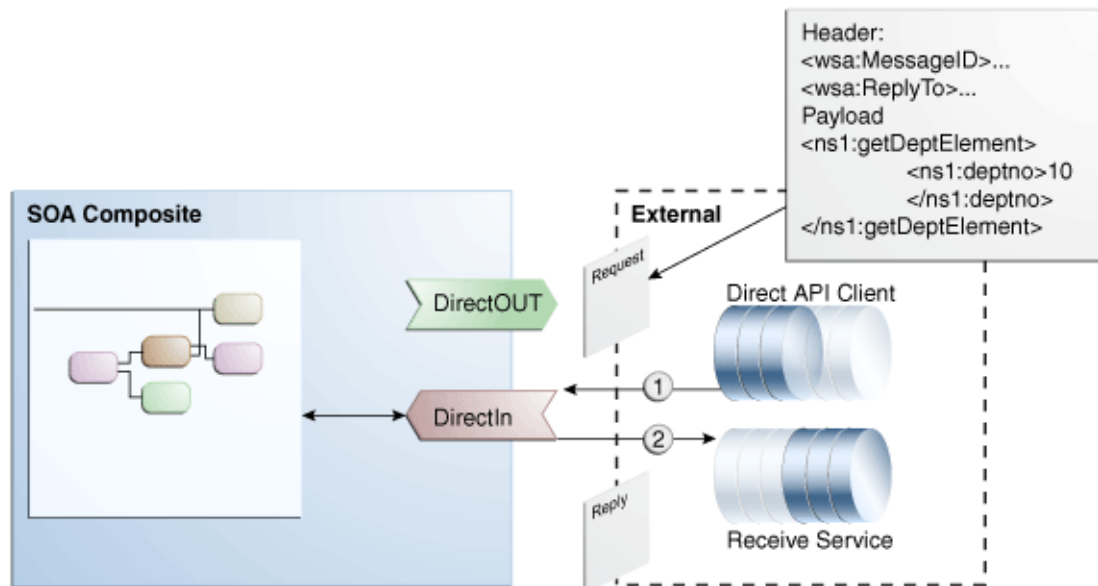 Header:
<wsa:MessageID>...
<wsa:ReplyTo>...
Payload
<ns1:getDeptElement>
<ns1:deptno>10
</ns1:deptno>
</ns1:getDeptElement>
SOA Composite
External
Request
DirectOUT
Direct API Client
1
DirectIn
2
Reply
Receive Service